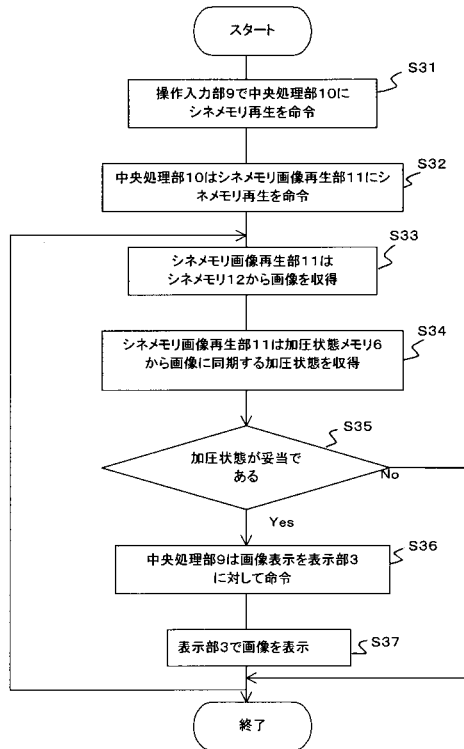 スタート
S31
操作入力部9で中央処理部10に
シネメモリ再生を命令
S32
中央処理部10はシネメモリ画像再生部11にシ
ネメモリ再生を命令
S33
シネメモリ画像再生部11は
シネメモリ12から画像を収得
S34
シネメモリ画像再生部11は加圧状態メモリ6
から画像に同期する加圧状態を収得
S35
加圧状態が妥当で
ある
No
Yes
S36
中央処理部9は画像表示を表示部3
に対して命令
S37
表示部3で画像を表示
終了